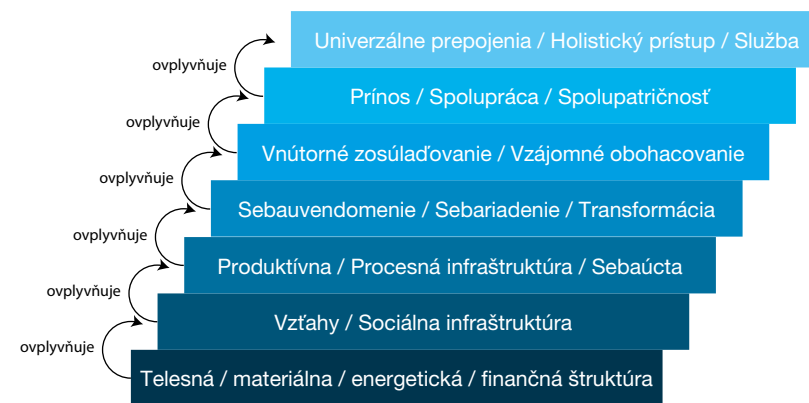 Univerzálne prepojenia / Holistický prístup / Služba
ovplyvňuje
Prínos / Spolupráca / Spolupatričnosť
ovplyvňuje
Vnútorné zosúlaďovanie / Vzájomné obohacovanie
ovplyvňuje
Sebauvendomenie / Sebariadenie / Transformácia
ovplyvňuje
Produktívna / Procesná infraštruktúra / Sebaúcta
ovplyvňuje
Vzťahy / Sociálna infraštruktúra
ovplyvňuje
Telesná / materiálna / energetická / finančná štruktúra